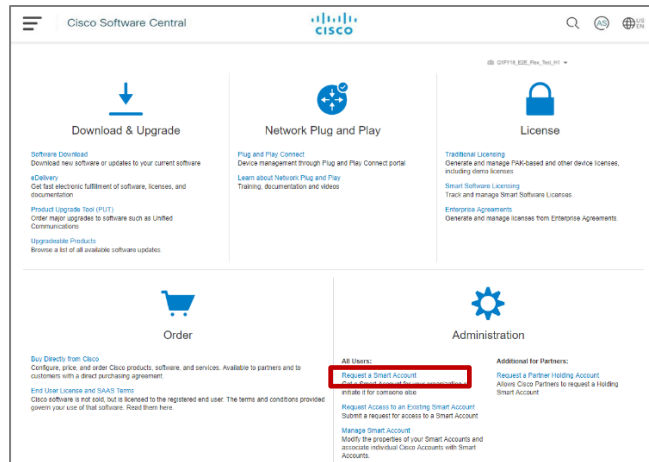 Cisco Software Central
CISCO
AS
US
EN
Download & Upgrade
Software Download
Download new software or updates to your current software
eDelivery
Get fast electronic fulfillment of software, licenses, and
documentation
Product Upgrade Tool (PUT)
Order major upgrades to software such as Unified
Communications
Upgradeable Products
Browse a list of all available software updates.
Network Plug and Play
Plug and Play Connect
Device management through Plug and Play Connect portal
Learn about Network Plug and Play
Training, documentation and videos
License
Traditional Licensing
Generate and manage PAK-based and other device licenses,
including demo licenses
Smart Software Licensing
Track and manage Smart Software Licenses.
Enterprise Agreements
Generate and manage licenses from Enterprise Agreements.
Order
Buy Directly from Cisco
Configure, price, and order Cisco products, software, and services. Available to partners and to
customers with a direct purchasing agreement.
End User License and SAAS Terms
Cisco software is not sold, but is licensed to the registered end user. The terms and conditions provided
govern your use of that software. Read them here.
Administration
All Users:
Request a Smart Account
Get a Smart Account for your organization
initiate it for someone else
Request Access to an Existing Smart Account
Submit a request for access to a Smart Account
Manage Smart Account
Modify the properties of your Smart Accounts and
associate individual Cisco Accounts with Smart
Accounts.
Additional for Partners:
Request a Partner Holding Account
Allows Cisco Partners to request a Holding
Smart Account